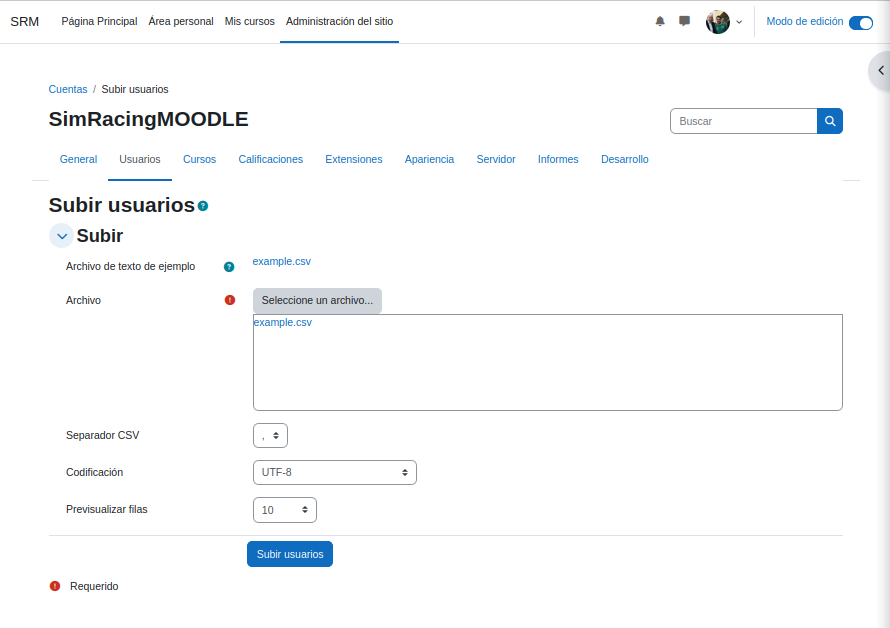 SRM Página Principal Área personal Mis cursos Administración del sitio Modo de edición
Cuentas / Subir usuarios
SimRacingMOODLE
Buscar
General Usuarios Cursos Calificaciones Extensiones Apariencia Servidor Informes Desarrollo
Subir usuarios ?
Subir
Archivo de texto de ejemplo ? example.csv
Archivo ! Seleccione un archivo...
example.csv
Separador CSV ,
Codificación UTF-8
Previsualizar filas 10
Subir usuarios
! Requerido